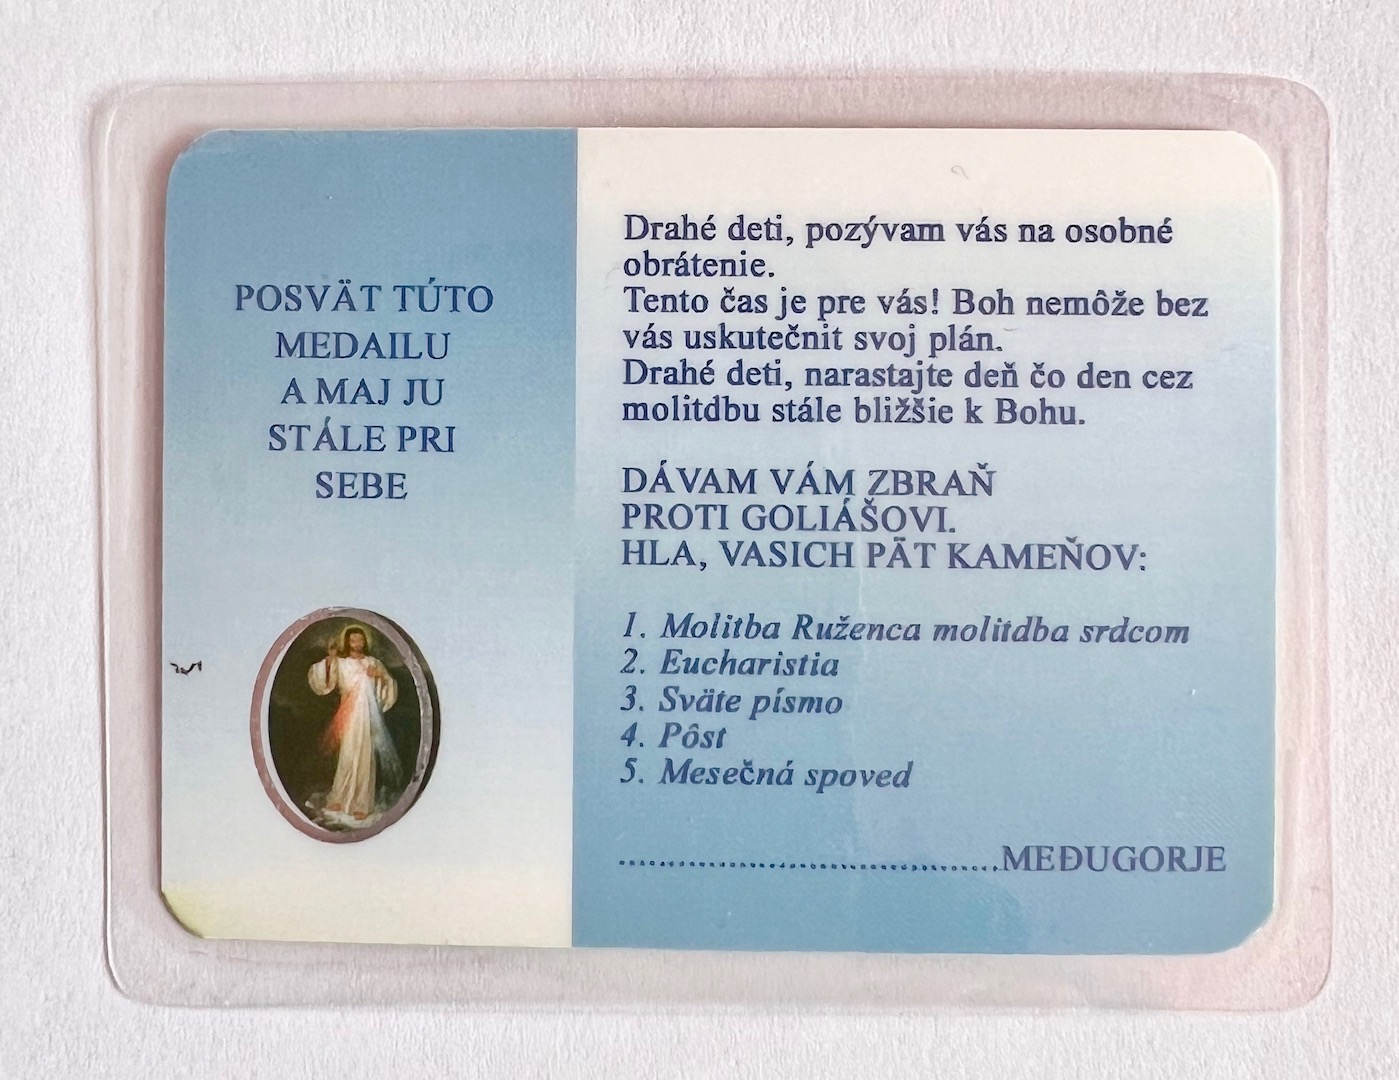 POSVÄT TÚTO
MEDAILU
A MAJ JU
STÁLE PRI
SEBE
Drahé deti, pozývam vás na osobné
obrátenie.
Tento čas je pre vás! Boh nemôže bez
vás uskutečnit svoj plán.
Drahé deti, narastajte deň čo den cez
molitdbu stále bližšie k Bohu.
DÁVAM VÁM ZBRAŇ
PROTI GOLIÁŠOVI.
HLA, VASICH PÄT KAMEŇOV:
1. Molitba Ruženca molitdba srdcom
2. Eucharistia
3. Sväte písmo
4. Pôst
5. Mesečná spoved
........................................MEĐUGORJE